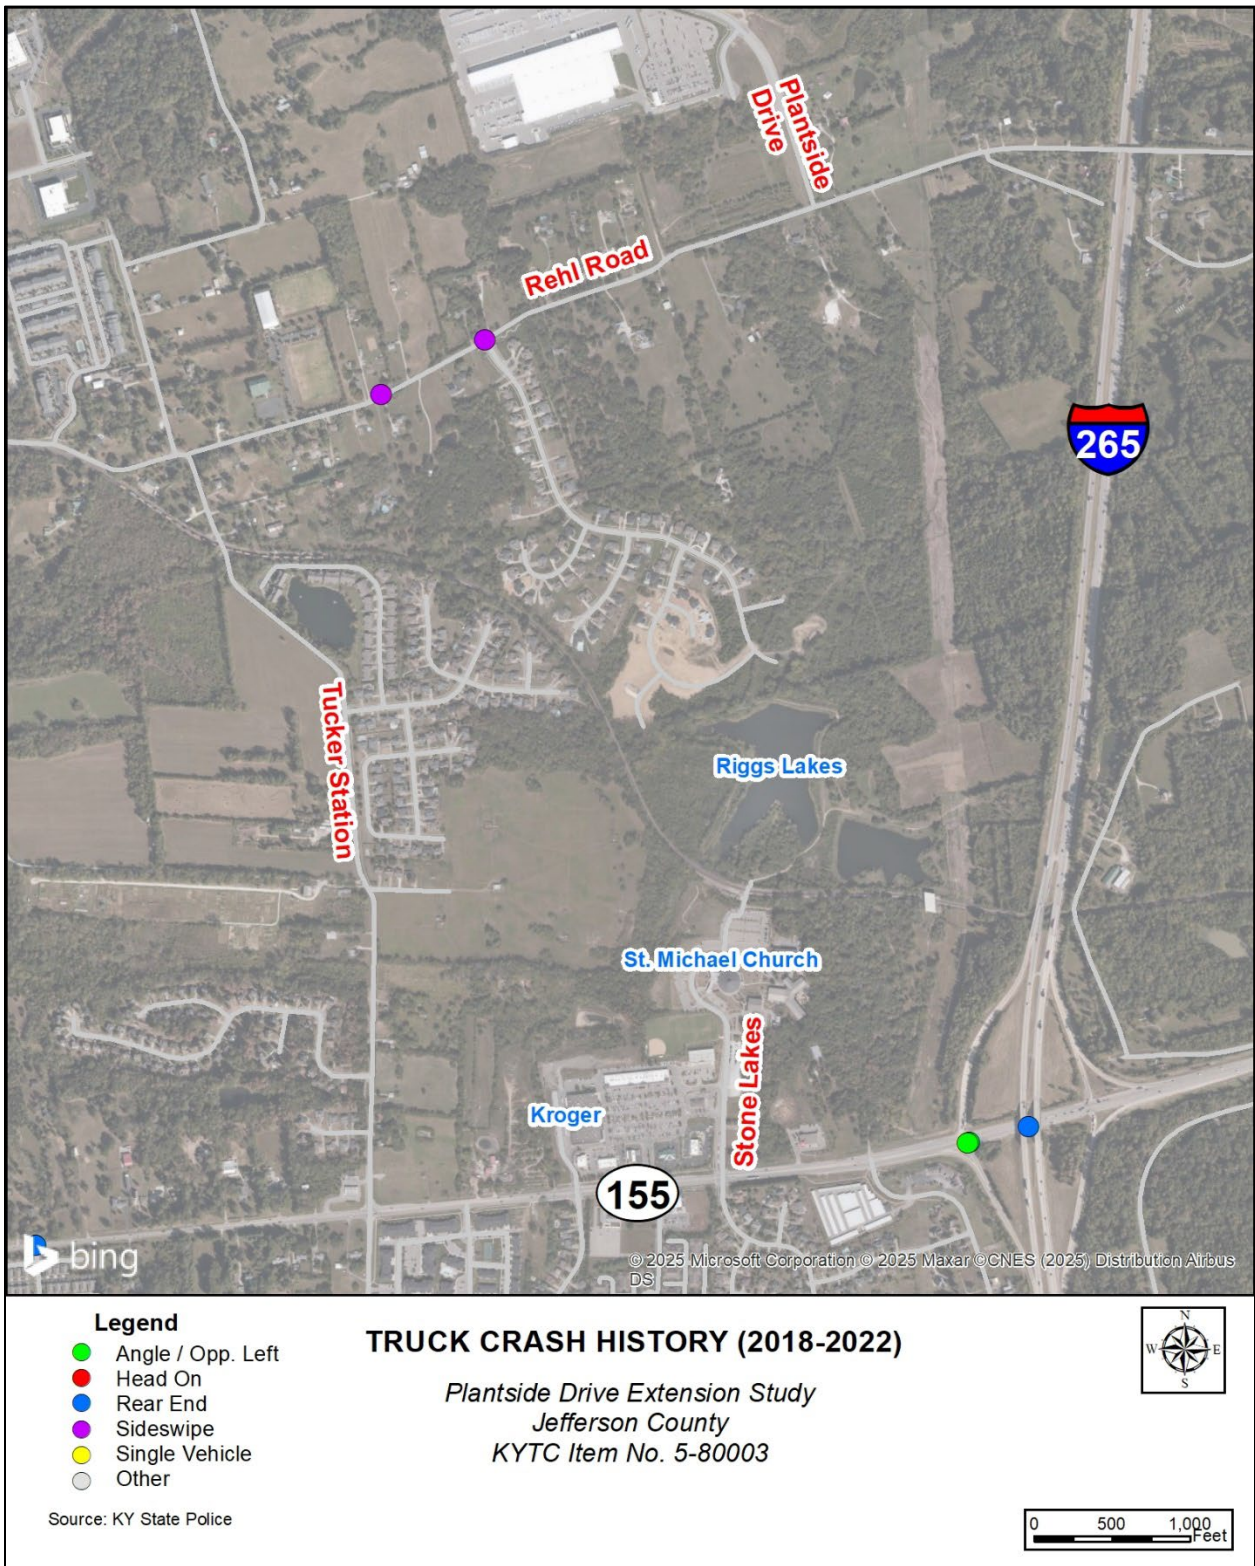 Plantside
Drive
Rehl Road
265
Tucker Station
Riggs Lakes
St. Michael Church
Stone Lakes
Kroger
155
bing
© 2025 Microsoft Corporation © 2025 Maxar ©CNES (2025) Distribution Airbus
DS
Legend
Angle / Opp. Left
Head On
Rear End
Sideswipe
Single Vehicle
Other
Source: KY State Police
TRUCK CRASH HISTORY (2018-2022)
Plantside Drive Extension Study
Jefferson County
KYTC Item No. 5-80003
N
W E
S
0 500 1,000
Feet